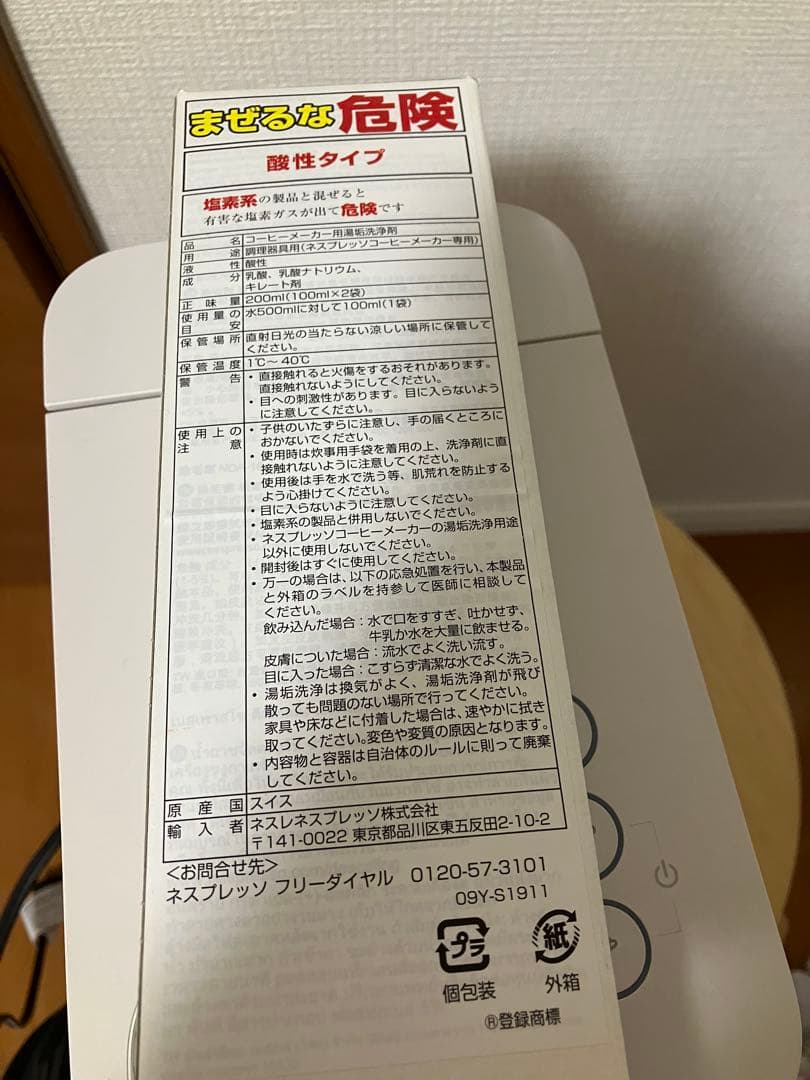 まぜるな危険
酸性タイプ
塩素系の製品と混ぜると
有害な塩素ガスが出て危険です
品名 コーヒーメーカー用湯垢洗浄剤
用途 調理器具用(ネスプレッソコーヒーメーカー専用)
液性 酸性
成分 乳酸、乳酸ナトリウム、
キレート剤
正味量 200ml(100ml×2袋)
使用量の目安 水500mlに対して100ml(1袋)
保管場所 直射日光の当たらない涼しい場所に保管して
ください。
保管温度 1℃～40℃
警告 ・直接触れると火傷をするおそれがあります。
直接触れないようにしてください。
・目への刺激性があります。目に入らないよう
に注意してください。
使用上の注意 ・子供のいたずらに注意し、手の届くところに
おかないでください。
・使用時は炊事用手袋を着用の上、洗浄剤に直
接触れないように注意してください。
・使用後は手を水で洗う等、肌荒れを防止する
よう心掛けてください。
・目に入らないように注意してください。
・塩素系の製品と併用しないでください。
・ネスプレッソコーヒーメーカーの湯垢洗浄用途
以外に使用しないでください。
・開封後はすぐに使用してください。
・万一の場合は、以下の応急処置を行い、本製品
と外箱のラベルを持参して医師に相談して
ください。
飲み込んだ場合：水で口をすすぎ、吐かせず、
牛乳か水を大量に飲ませる。
皮膚についた場合：流水でよく洗い流す。
目に入った場合：こすらず清潔な水でよく洗う。
・湯垢洗浄は換気がよく、湯垢洗浄剤が飛び
散っても問題のない場所で行ってください。
家具や床などに付着した場合は、速やかに拭き
取ってください。変色や変質の原因となります。
・内容物と容器は自治体のルールに則って廃棄
してください。
原産国 スイス
輸入者 ネスレネスプレッソ株式会社
〒141-0022 東京都品川区東五反田2-10-2
<お問合せ先>
ネスプレッソ フリーダイヤル 0120-57-3101
09Y-S1911
プラ 紙
個包装 外箱
®登録商標